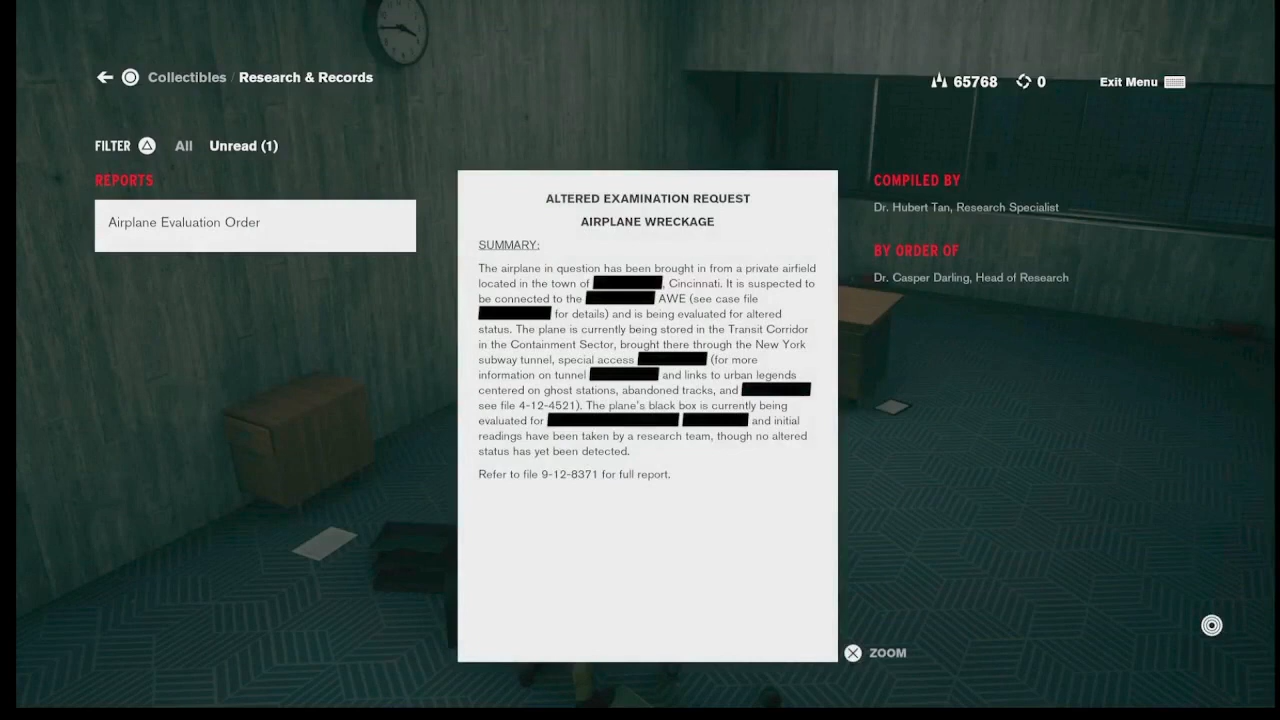 Collectibles / Research & Records
65768
0
Exit Menu
FILTER All Unread (1)
REPORTS
Airplane Evaluation Order
ALTERED EXAMINATION REQUEST
AIRPLANE WRECKAGE
SUMMARY:
The airplane in question has been brought in from a private airfield
located in the town of , Cincinnati. It is suspected to
be connected to the AWE (see case file
for details) and is being evaluated for altered
status. The plane is currently being stored in the Transit Corridor
in the Containment Sector, brought there through the New York
subway tunnel, special access (for more
information on tunnel and links to urban legends
centered on ghost stations, abandoned tracks, and
see file 4-12-4521). The plane's black box is currently being
evaluated for and initial
readings have been taken by a research team, though no altered
status has yet been detected.
Refer to file 9-12-8371 for full report.
COMPILED BY
Dr. Hubert Tan, Research Specialist
BY ORDER OF
Dr. Casper Darling, Head of Research
ZOOM